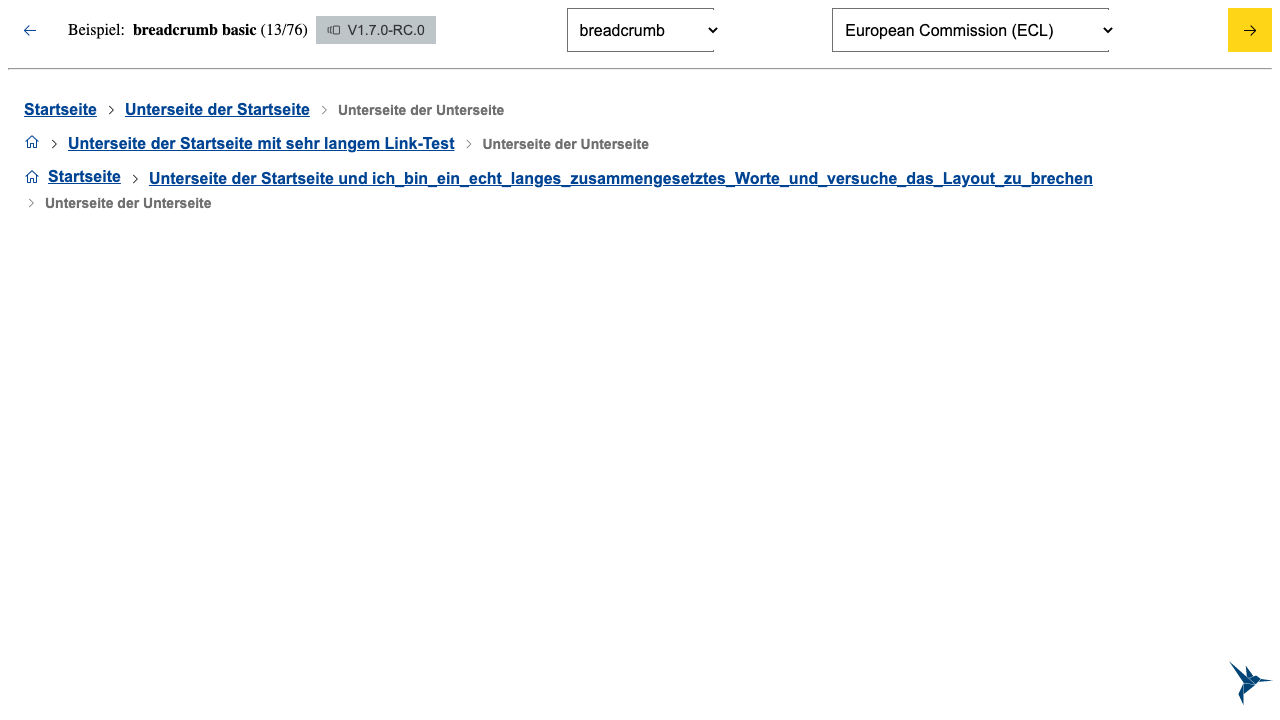 Beispiel: breadcrumb basic (13/76) V1.7.0-RC.0 breadcrumb European Commission (ECL)
Startseite Unterseite der Startseite Unterseite der Unterseite
Unterseite der Startseite mit sehr langem Link-Test Unterseite der Unterseite
Startseite Unterseite der Startseite und ich_bin_ein_echt_langes_zusammengesetztes_Worte_und_versuche_das_Layout_zu_brechen
Unterseite der Unterseite